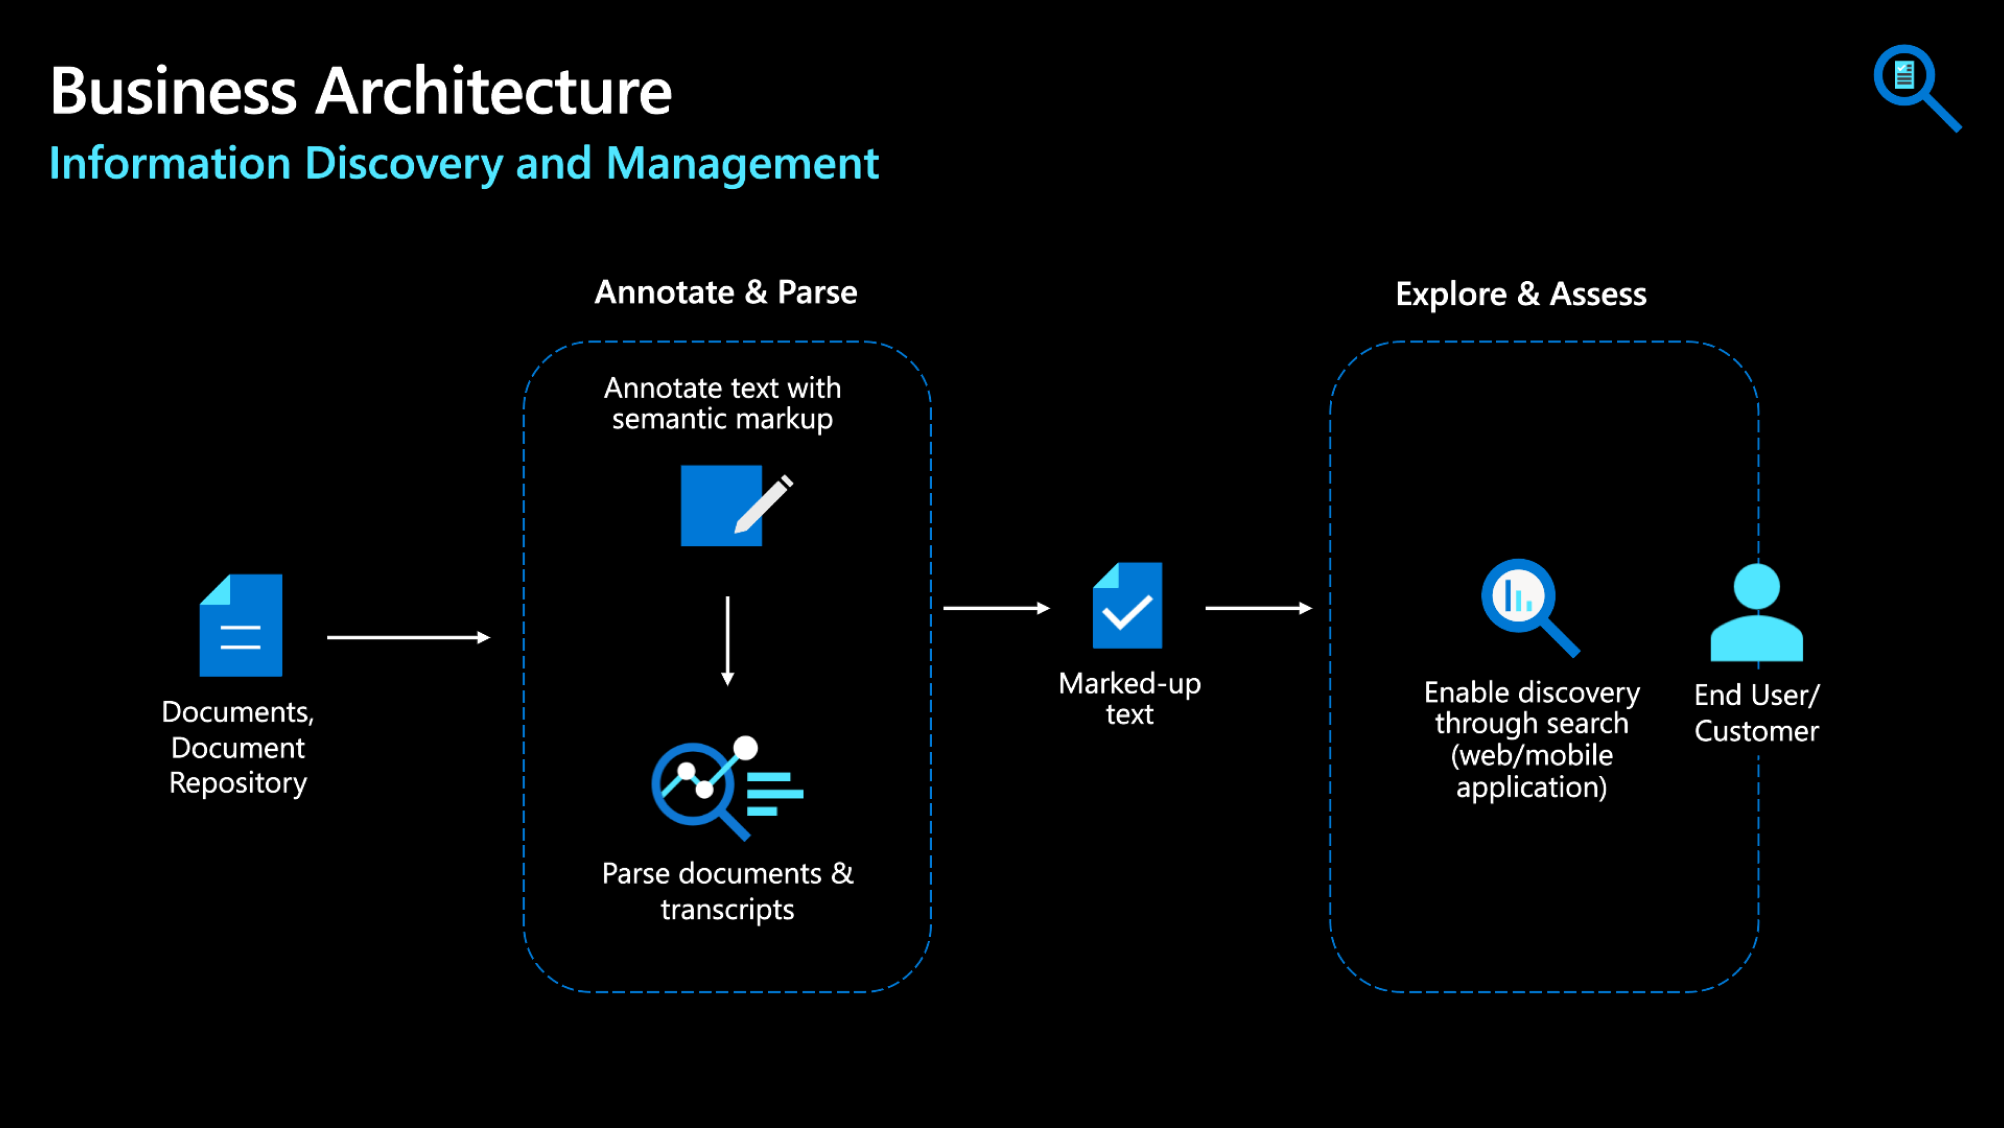 Business Architecture
Information Discovery and Management
Annotate & Parse
Annotate text with
semantic markup
Parse documents &
transcripts
Documents,
Document
Repository
Marked-up
text
Explore & Assess
Enable discovery
through search
(web/mobile
application)
End User/
Customer